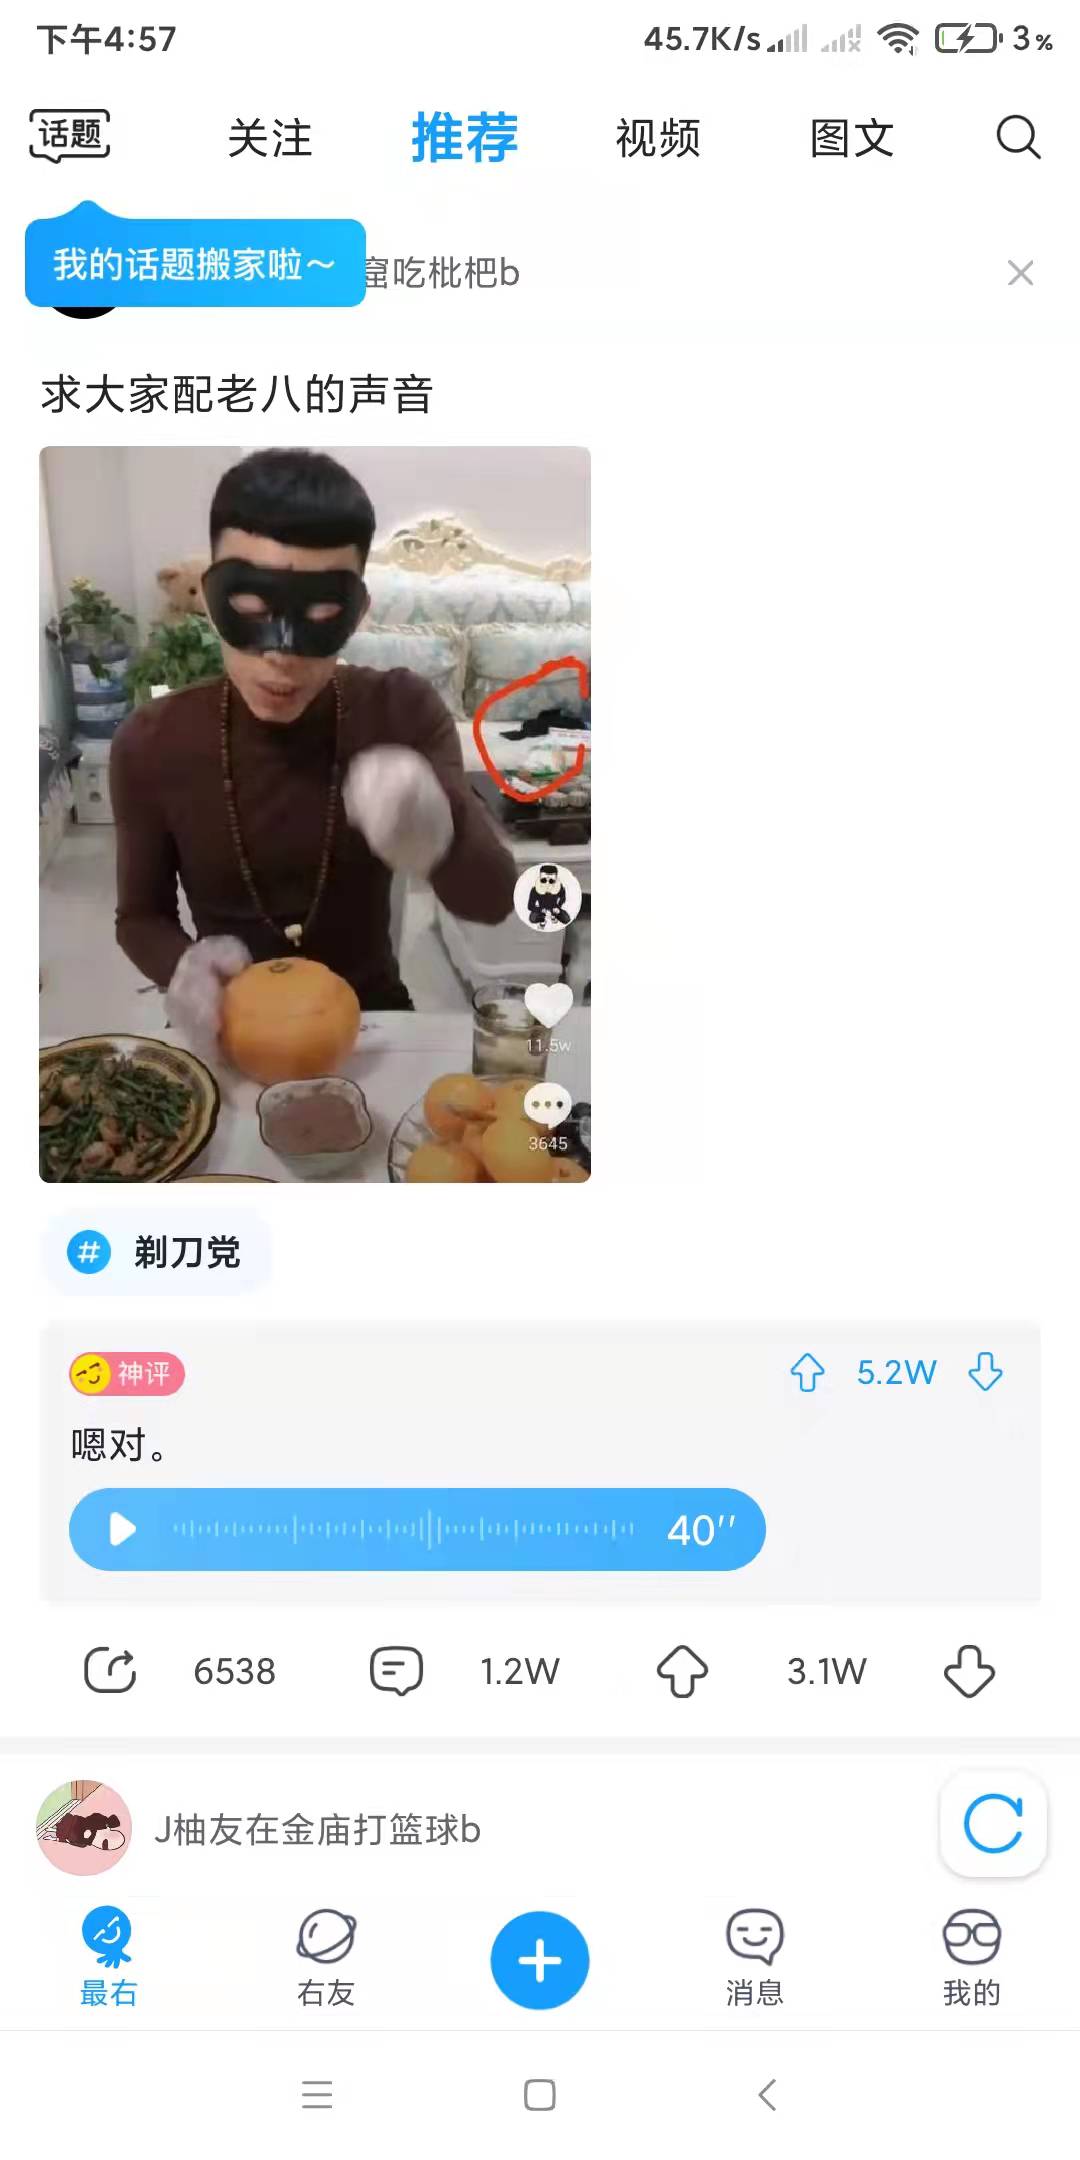 下午4:57 45.7K/s 3%
话题 关注 推荐 视频 图文
我的话题搬家啦～ 窟吃枇杷b
求大家配老八的声音
11.5w
3645
# 剃刀党
神评 5.2W
嗯对。
40''
6538 1.2W 3.1W
J柚友在金庙打篮球b
最右 右友 消息 我的